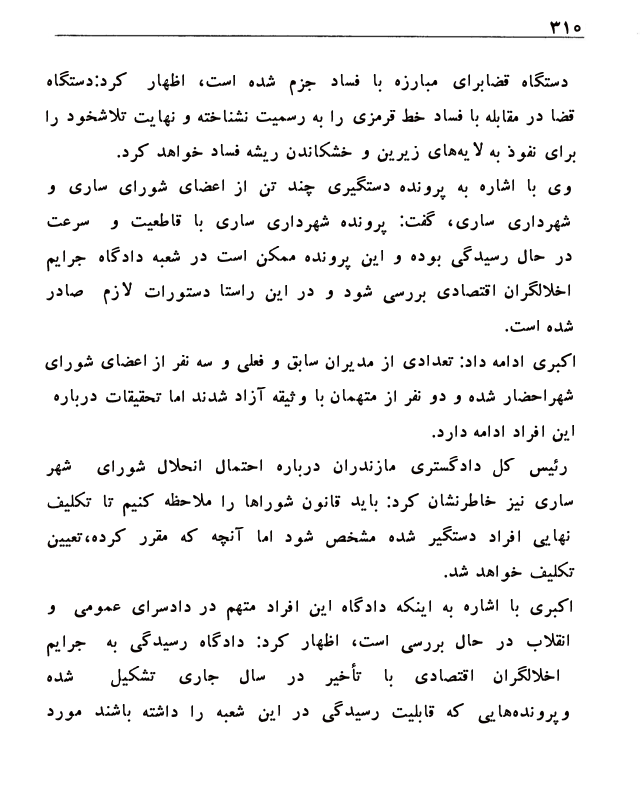 ۳۱۰
دستگاه قضابرای مبارزه با فساد جزم شده است، اظهار کرد:دستگاه
قضا در مقابله با فساد خط قرمزی را به رسمیت نشناخته و نهایت تلاشخود را
برای نفوذ به لایه‌های زیرین و خشکاندن ریشه فساد خواهد کرد.
وی با اشاره به پرونده دستگیری چند تن از اعضای شورای ساری و
شهرداری ساری، گفت: پرونده شهرداری ساری با قاطعیت و سرعت
در حال رسیدگی بوده و این پرونده ممکن است در شعبه دادگاه جرایم
اخلالگران اقتصادی بررسی شود و در این راستا دستورات لازم صادر
شده است.
اکبری ادامه داد: تعدادی از مدیران سابق و فعلی و سه نفر از اعضای شورای
شهراحضار شده و دو نفر از متهمان با وثیقه آزاد شدند اما تحقیقات درباره
این افراد ادامه دارد.
رئیس کل دادگستری مازندران درباره احتمال انحلال شورای شهر
ساری نیز خاطرنشان کرد: باید قانون شوراها را ملاحظه کنیم تا تکلیف
نهایی افراد دستگیر شده مشخص شود اما آنچه که مقرر کرده،تعیین
تکلیف خواهد شد.
اکبری با اشاره به اینکه دادگاه این افراد متهم در دادسرای عمومی و
انقلاب در حال بررسی است، اظهار کرد: دادگاه رسیدگی به جرایم
اخلالگران اقتصادی با تأخیر در سال جاری تشکیل شده
وپرونده‌هایی که قابلیت رسیدگی در این شعبه را داشته باشند مورد